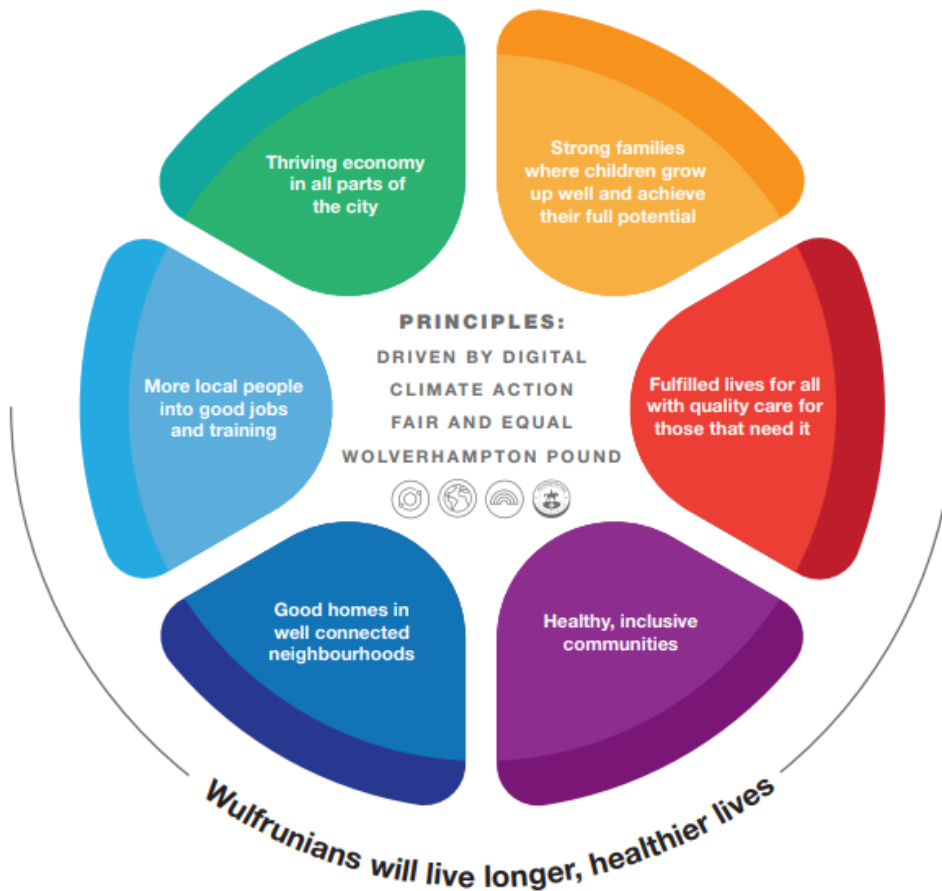 Thriving economy
in all parts of
the city
Strong families
where children grow
up well and achieve
their full potential
More local people
into good jobs
and training
PRINCIPLES:
DRIVEN BY DIGITAL
CLIMATE ACTION
FAIR AND EQUAL
WOLVERHAMPTON POUND
Fulfilled lives for all
with quality care for
those that need it
Good homes in
well connected
neighbourhoods
Healthy, inclusive
communities
Wulfrunians will live longer, healthier lives